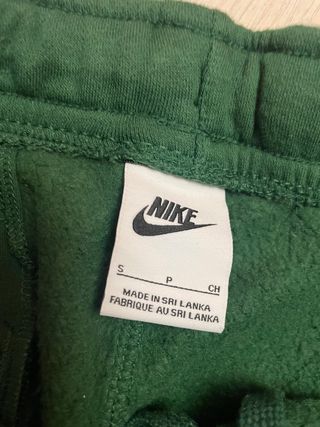 NIKE
S P CH
MADE IN SRI LANKA
FABRIQUE AU SRI LANKA